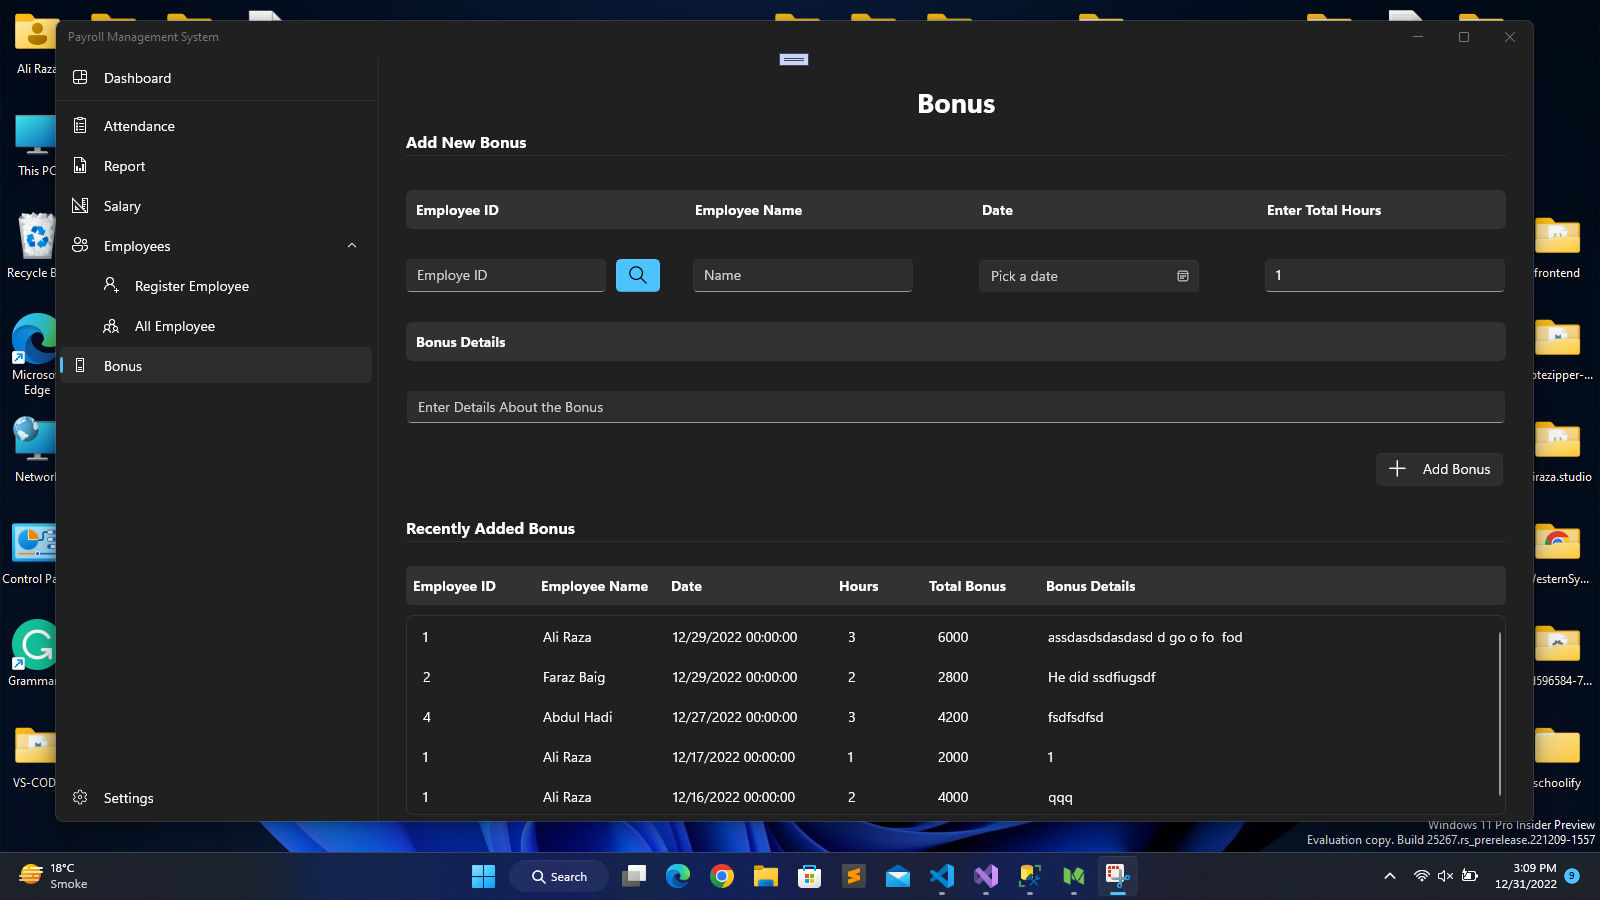 Payroll Management System
Dashboard
Attendance
Report
Salary
Employees
Register Employee
All Employee
Bonus
Settings
Bonus
Add New Bonus
Employee ID Employee Name Date Enter Total Hours
Employe ID Name Pick a date 1
Bonus Details
Enter Details About the Bonus
Add Bonus
Recently Added Bonus
Employee ID Employee Name Date Hours Total Bonus Bonus Details
1 Ali Raza 12/29/2022 00:00:00 3 6000 assdasdsdasdasd d go o fo  fod
2 Faraz Baig 12/29/2022 00:00:00 2 2800 He did ssdfiugsdf
4 Abdul Hadi 12/27/2022 00:00:00 3 4200 fsdfsdfsd
1 Ali Raza 12/17/2022 00:00:00 1 2000 1
1 Ali Raza 12/16/2022 00:00:00 2 4000 qqq
Ali Raza
This PC
Recycle B
Microso
Edge
Network
Control Pa
Grammar
VS-COD
frontend
otezipper-...
iraza.studio
esternSy...
596584-7...
schoolify
Windows 11 Pro Insider Preview
Evaluation copy. Build 25267.rs_prerelease.221209-1557
18°C
Smoke
Search
3:09 PM
12/31/2022
9